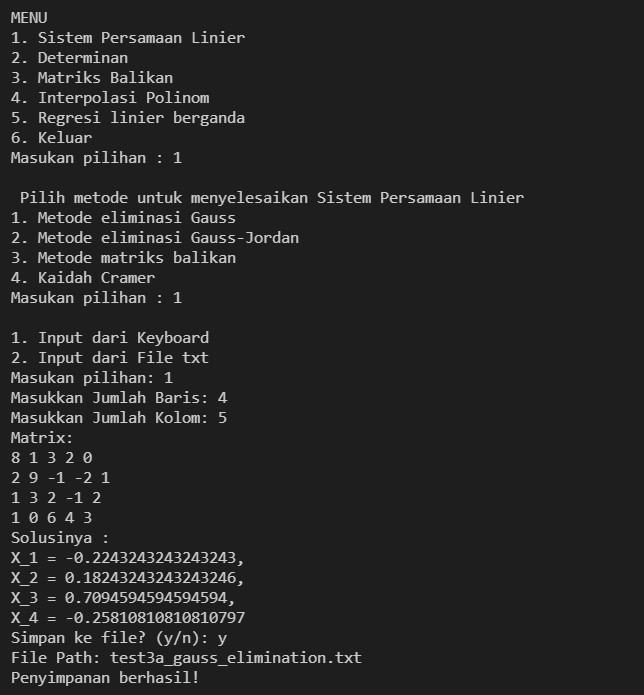 MENU
1. Sistem Persamaan Linier
2. Determinan
3. Matriks Balikan
4. Interpolasi Polinom
5. Regresi linier berganda
6. Keluar
Masukan pilihan : 1
Pilih metode untuk menyelesaikan Sistem Persamaan Linier
1. Metode eliminasi Gauss
2. Metode eliminasi Gauss-Jordan
3. Metode matriks balikan
4. Kaidah Cramer
Masukan pilihan : 1
1. Input dari Keyboard
2. Input dari File txt
Masukan pilihan: 1
Masukkan Jumlah Baris: 4
Masukkan Jumlah Kolom: 5
Matrix:
8 1 3 2 0
2 9 -1 -2 1
1 3 2 -1 2
1 0 6 4 3
Solusinya :
X_1 = -0.2243243243243243,
X_2 = 0.18243243243243246,
X_3 = 0.7094594594594594,
X_4 = -0.25810810810810797
Simpan ke file? (y/n): y
File Path: test3a_gauss_elimination.txt
Penyimpanan berhasil!